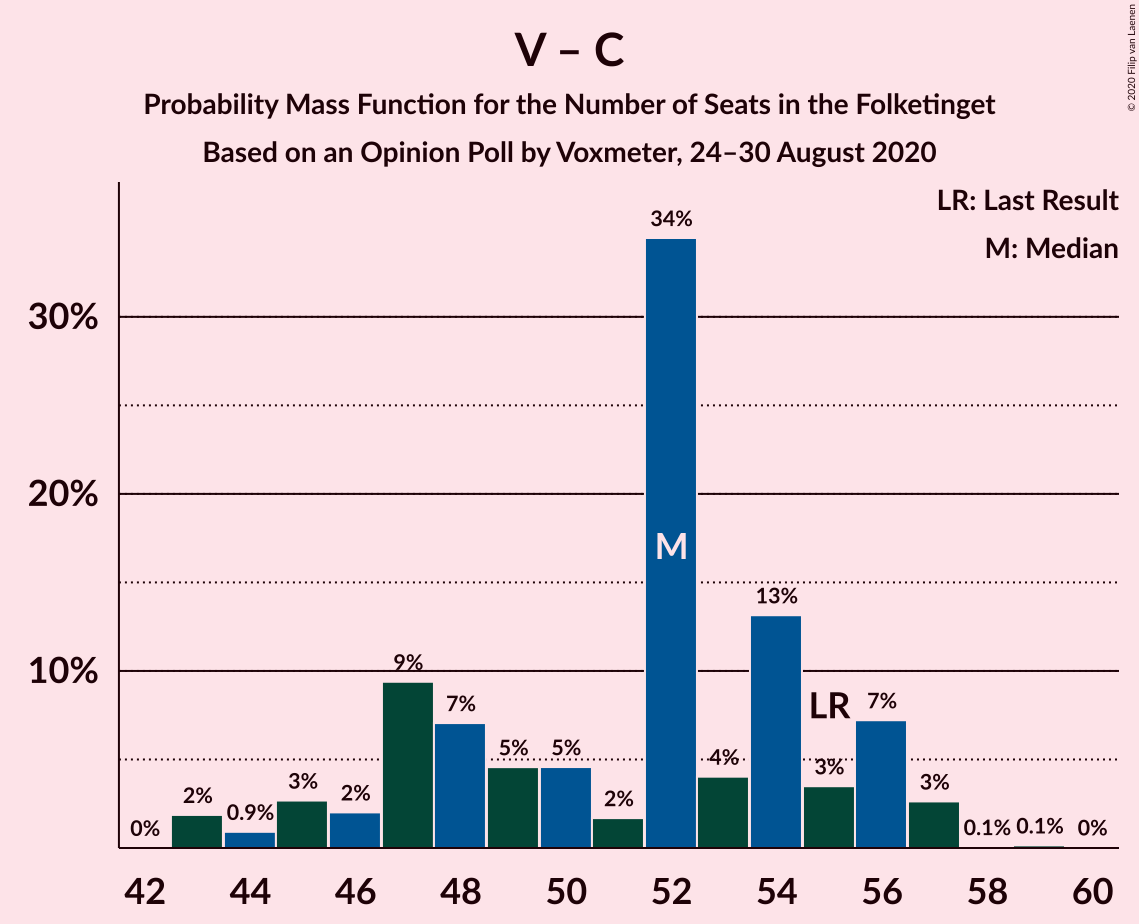 V – C
Probability Mass Function for the Number of Seats in the Folketinget
Based on an Opinion Poll by Voxmeter, 24–30 August 2020
© 2020 Filip van Laenen
LR: Last Result
M: Median
30%
20%
10%
0%
2%
0.9%
3%
2%
9%
7%
5%
5%
2%
34%
M
4%
13%
LR
3%
7%
3%
0.1%
0.1%
0%
42 44 46 48 50 52 54 56 58 60